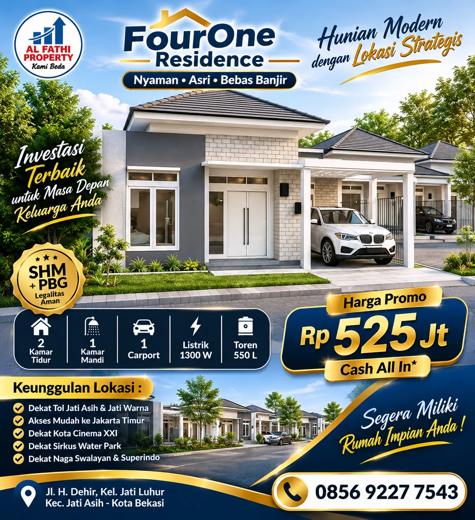 AL FATHI
PROPERTY
Kami Beda
FourOne
Residence
Nyaman • Asri • Bebas Banjir
Hunian Modern
dengan Lokasi Strategis
Investasi
Terbaik
untuk Masa Depan
Keluarga Anda
SHM
+
PBG
Legalitas
Aman
2
Kamar
Tidur
1
Kamar
Mandi
1
Carport
Listrik
1300 W
Toren
550 L
Harga Promo
Rp 525 Jt
Cash All In*
Keunggulan Lokasi :
Dekat Tol Jati Asih & Jati Warna
Akses Mudah ke Jakarta Timur
Dekat Kota Cinema XXI
Dekat Sirkus Water Park
Dekat Naga Swalayan & Superindo
Segera Miliki
Rumah Impian Anda !
Jl. H. Dehir, Kel. Jati Luhur
Kec. Jati Asih - Kota Bekasi
0856 9227 7543